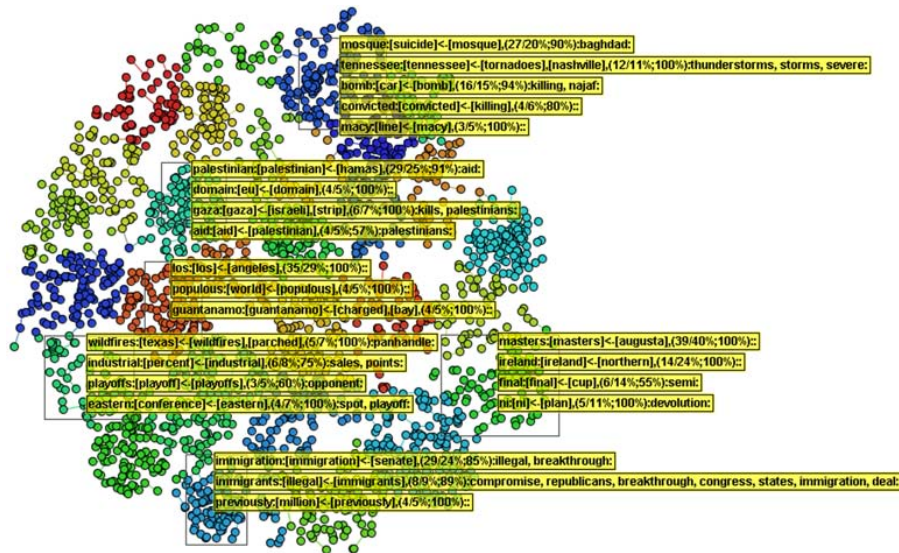 mosque:[suicide]<-[mosque],(27/20%;90%):baghdad:
tennessee:[tennessee]<-[tornadoes],[nashville],(12/11%;100%):thunderstorms, storms, severe:
bomb:[car]<-[bomb],(16/15%;94%):killing, najaf:
convicted:[convicted]<-[killing],(4/6%;80%)::
macy:[line]<-[macy],(3/5%;100%)::
palestinian:[palestinian]<-[hamas],(29/25%;91%):aid:
domain:[eu]<-[domain],(4/5%;100%)::
gaza:[gaza]<-[israeli],[strip],(6/7%;100%):kills, palestinians:
aid:[aid]<-[palestinian],(4/5%;57%):palestinians:
los:[los]<-[angeles],(35/29%;100%)::
populous:[world]<-[populous],(4/5%;100%)::
guantanamo:[guantanamo]<-[charged],[bay],(4/5%;100%)::
wildfires:[texas]<-[wildfires],[parched],(5/7%;100%):panhandle:
industrial:[percent]<-[industrial],(6/8%;75%):sales, points:
playoffs:[playoff]<-[playoffs],(3/5%;60%):opponent:
eastern:[conference]<-[eastern],(4/7%;100%):spot, playoff:
masters:[masters]<-[augusta],(39/40%;100%)::
ireland:[ireland]<-[northern],(14/24%;100%)::
final:[final]<-[cup],(6/14%;55%):semi:
ni:[ni]<-[plan],(5/11%;100%):devolution:
immigration:[immigration]<-[senate],(29/24%;85%):illegal, breakthrough:
immigrants:[illegal]<-[immigrants],(8/9%;89%):compromise, republicans, breakthrough, congress, states, immigration, deal:
previously:[million]<-[previously],(4/5%;100%)::